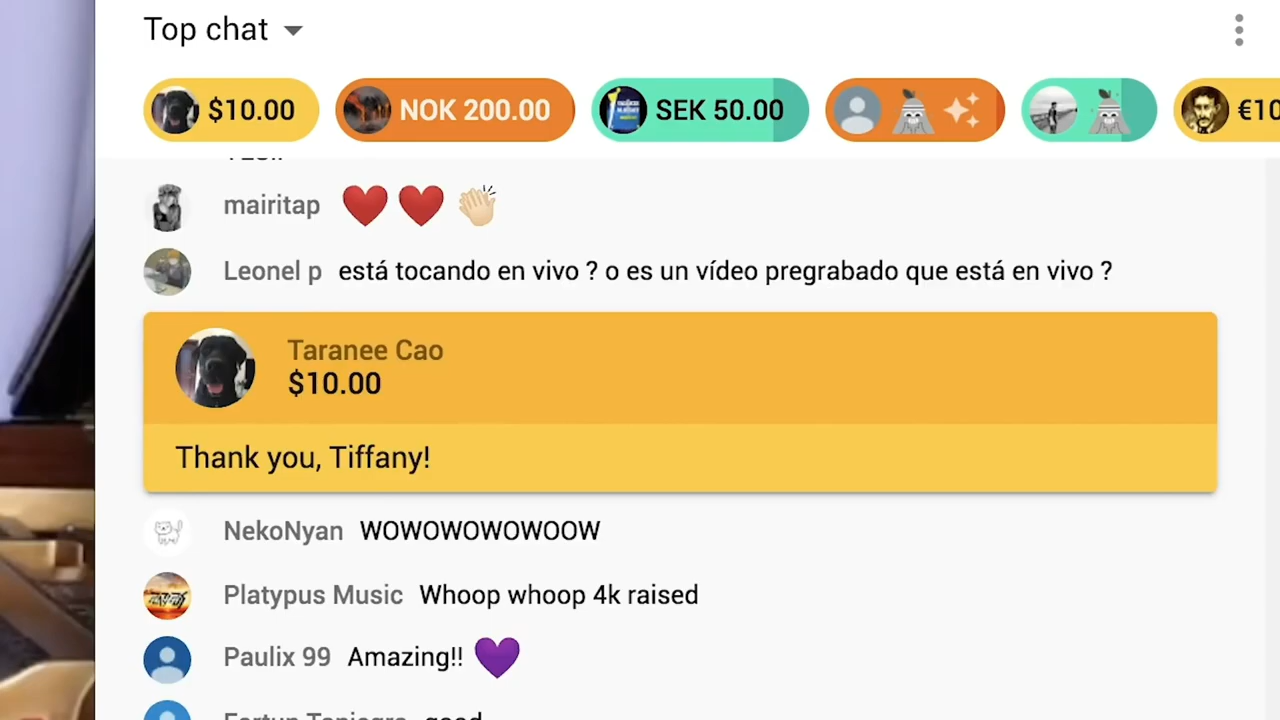 Top chat
$10.00 NOK 200.00 SEK 50.00 €10
mairitap
Leonel p está tocando en vivo ? o es un vídeo pregrabado que está en vivo ?
Taranee Cao
$10.00
Thank you, Tiffany!
NekoNyan WOWOWOWOWOOW
Platypus Music Whoop whoop 4k raised
Paulix 99 Amazing!!
good